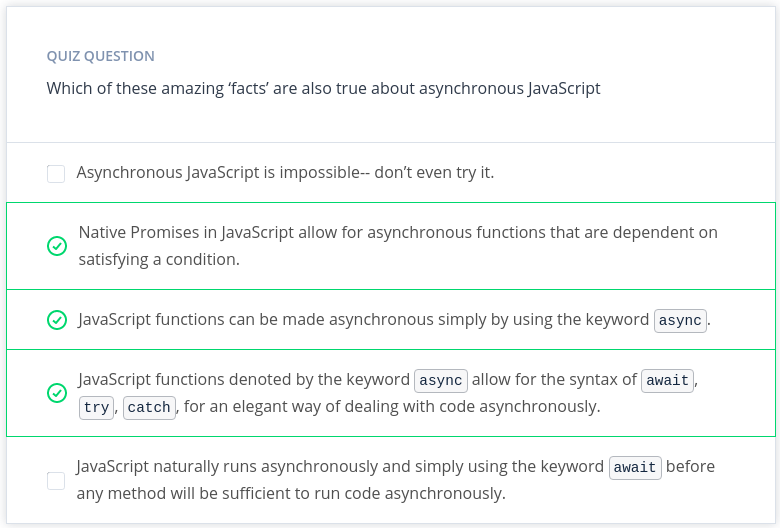 QUIZ QUESTION
Which of these amazing ‘facts’ are also true about asynchronous JavaScript
Asynchronous JavaScript is impossible-- don’t even try it.
Native Promises in JavaScript allow for asynchronous functions that are dependent on
satisfying a condition.
JavaScript functions can be made asynchronous simply by using the keyword async.
JavaScript functions denoted by the keyword async allow for the syntax of await,
try, catch, for an elegant way of dealing with code asynchronously.
JavaScript naturally runs asynchronously and simply using the keyword await before
any method will be sufficient to run code asynchronously.